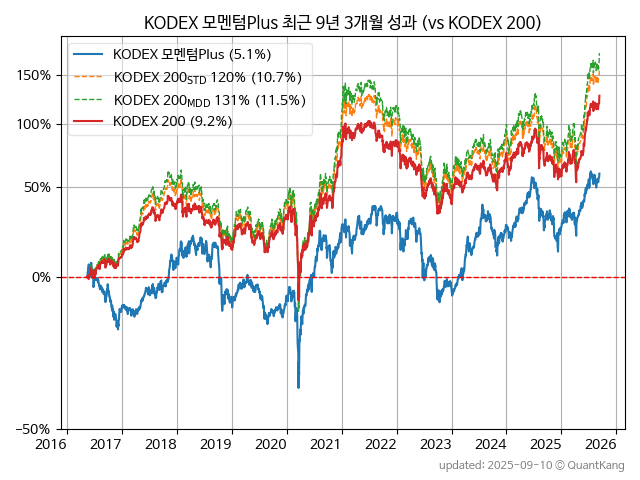 KODEX 모멘텀Plus 최근 9년 3개월 성과 (vs KODEX 200)
KODEX 모멘텀Plus (5.1%)
KODEX 200STD 120% (10.7%)
KODEX 200MDD 131% (11.5%)
KODEX 200 (9.2%)
150%
100%
50%
0%
−50%
2016 2017 2018 2019 2020 2021 2022 2023 2024 2025 2026
updated: 2025-09-10 © QuantKang